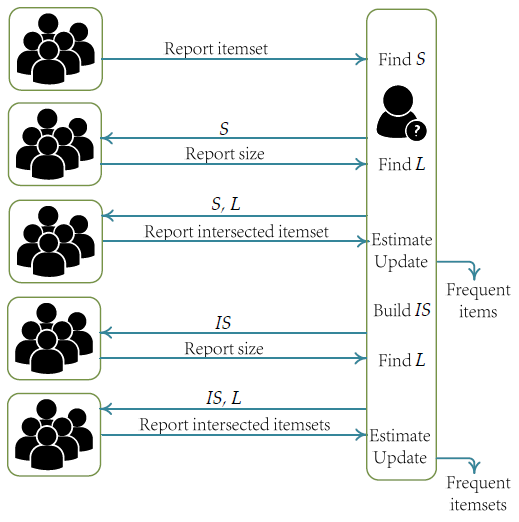 Report itemset
Find S
?
S
Report size
Find L
S, L
Report intersected itemset
Estimate
Update
Frequent
items
Build IS
IS
Report size
Find L
IS, L
Report intersected itemsets
Estimate
Update
Frequent
itemsets